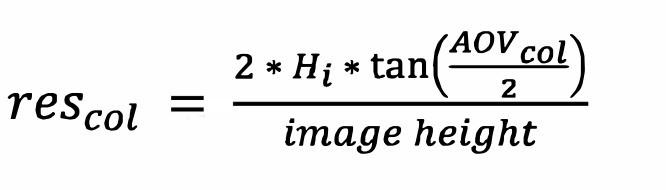 res_col = (2 * H_i * tan(AOV_col / 2)) / (image height)